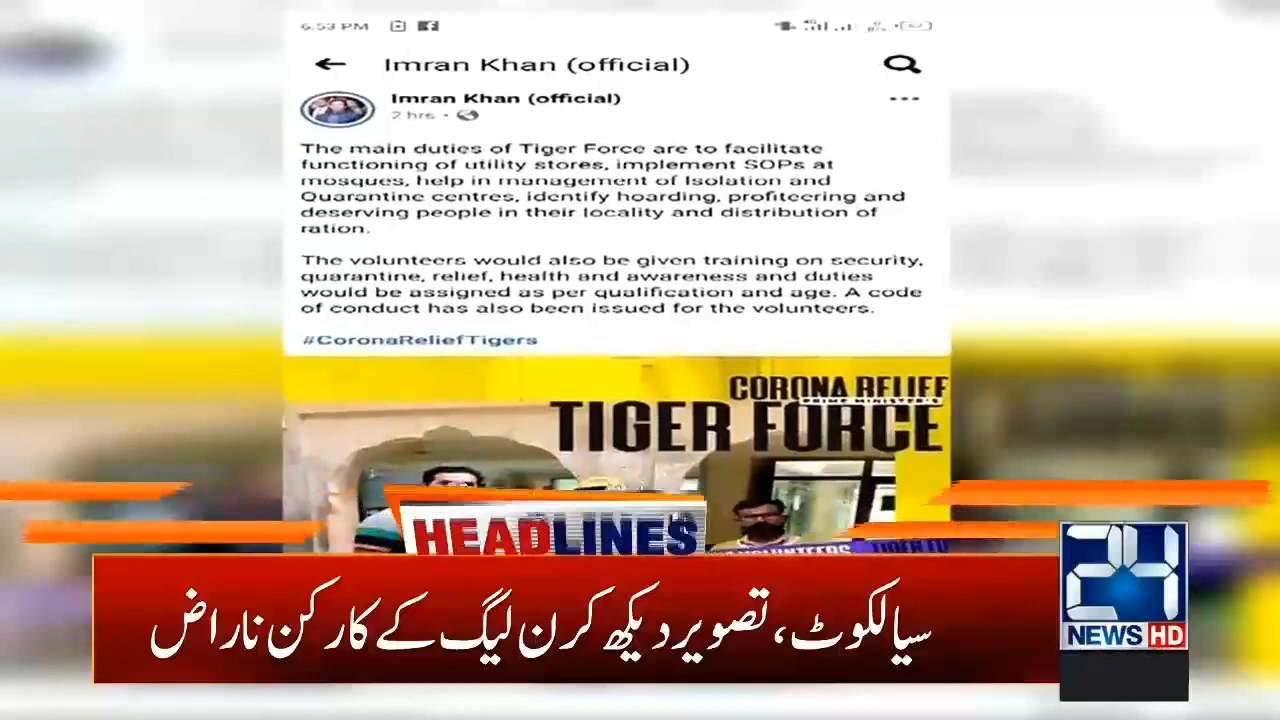 6:53 PM
Imran Khan (official)
Imran Khan (official)
2 hrs ·
The main duties of Tiger Force are to facilitate
functioning of utility stores, implement SOPs at
mosques, help in management of Isolation and
Quarantine centres, identify hoarding, profiteering and
deserving people in their locality and distribution of
ration.
The volunteers would also be given training on security,
quarantine, relief, health and awareness and duties
would be assigned as per qualification and age. A code
of conduct has also been issued for the volunteers.
#CoronaReliefTigers
CORONA RELIEF
PRIME MINISTER'S
TIGER FORCE
VOLUNTEERS
TIGER
HEADLINES
سیالکوٹ، تصویر دیکھ کر ن لیگ کے کارکن ناراض
24
NEWS HD